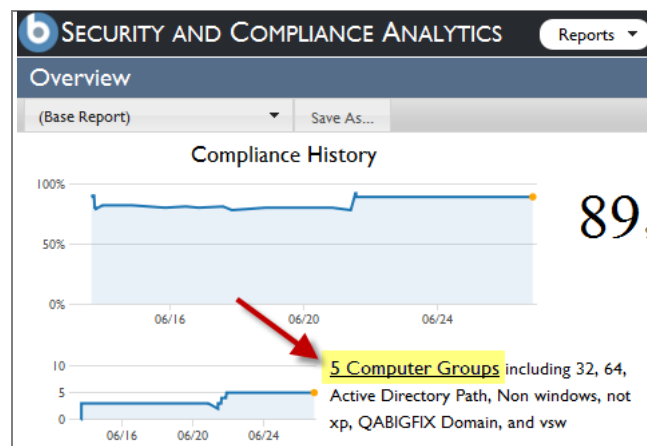 b SECURITY AND COMPLIANCE ANALYTICS Reports
Overview
(Base Report) Save As...
Compliance History
100%
50%
0%
06/16 06/20 06/24
89
10
5
0
06/16 06/20 06/24
5 Computer Groups including 32, 64,
Active Directory Path, Non windows, not
xp, QABIGFIX Domain, and vsw